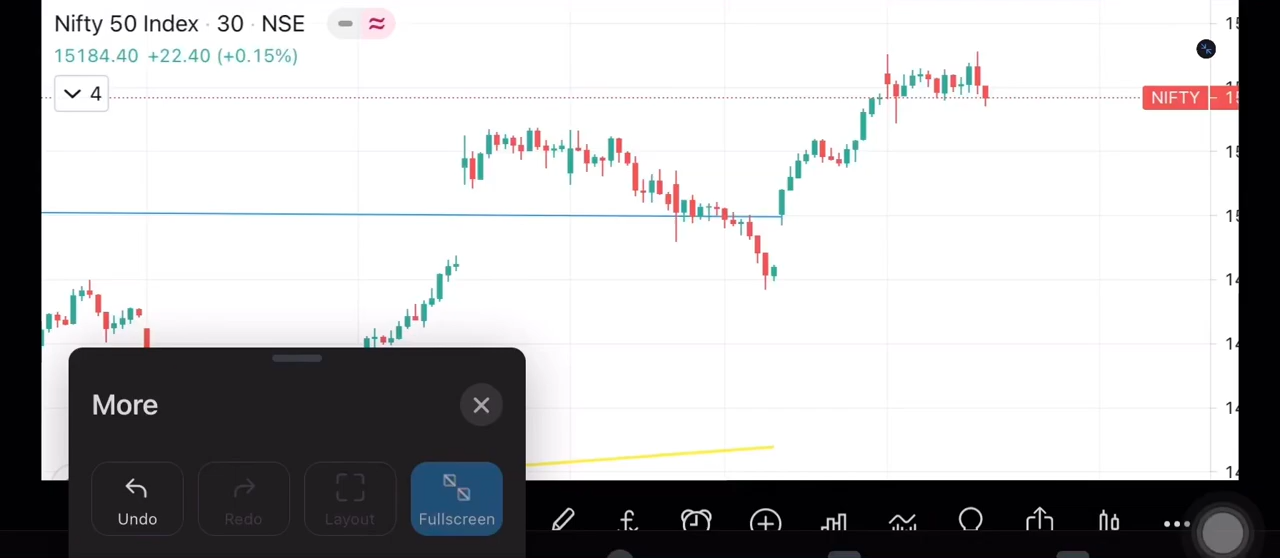 Nifty 50 Index · 30 · NSE
15184.40 +22.40 (+0.15%)
4
NIFTY
More
Undo
Redo
Layout
Fullscreen